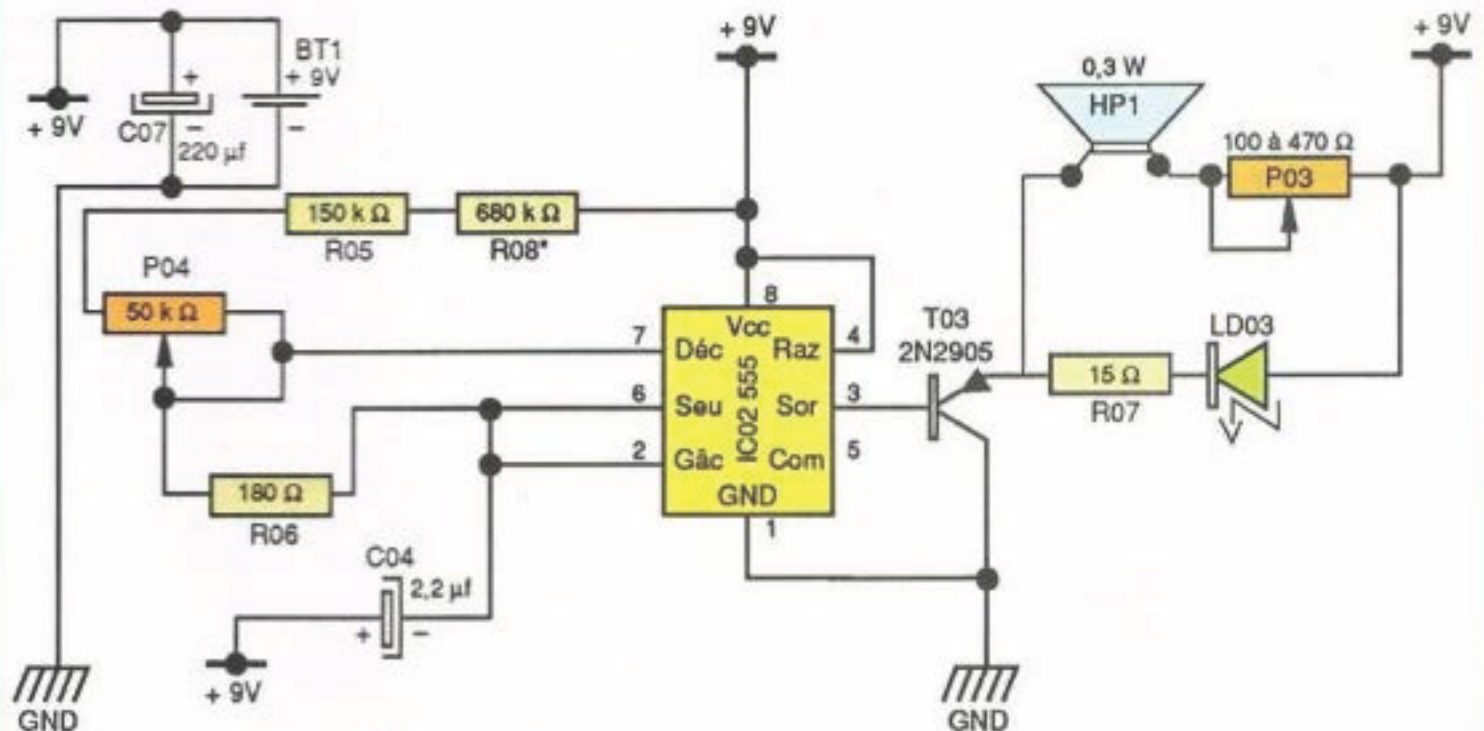 + 9V
BT1
+ 9V
+
C07
–
–
220 µf
+ 9V
150 k Ω
R05
680 k Ω
R08*
P04
50 k Ω
180 Ω
R06
C04
2,2 µf
+
–
+ 9V
GND
+ 9V
8
Vcc
7
Déc
Raz
4
6
Seu
Sor
3
2
Gâc
Com
5
IC02 555
GND
1
T03
2N2905
GND
0,3 W
HP1
100 à 470 Ω
P03
+ 9V
LD03
15 Ω
R07